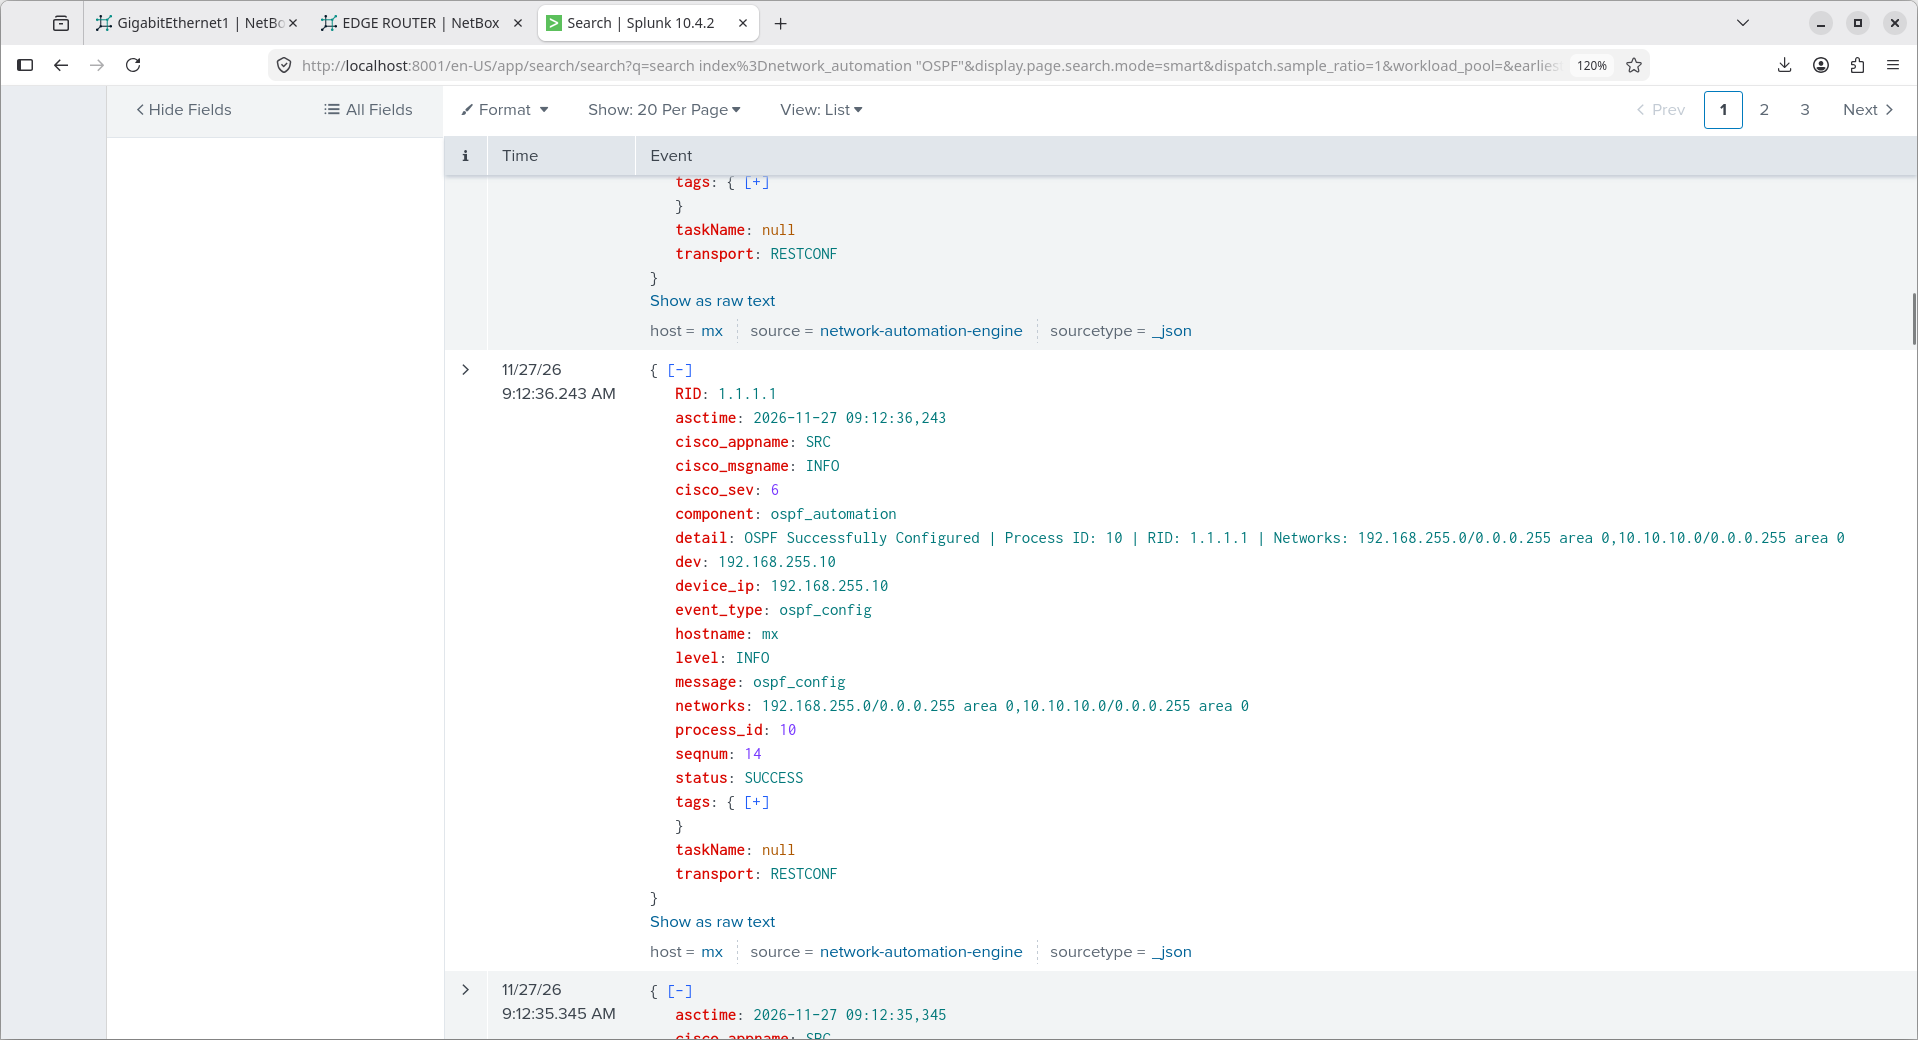 GigabitEthernet1 | NetBo
EDGE ROUTER | NetBox
Search | Splunk 10.4.2
http://localhost:8001/en-US/app/search/search?q=search index%3Dnetwork_automation "OSPF"&display.page.search.mode=smart&dispatch.sample_ratio=1&workload_pool=&earlies
120%
Hide Fields
All Fields
Format
Show: 20 Per Page
View: List
Prev
1
2
3
Next
i
Time
Event
tags: { [+]
}
taskName: null
transport: RESTCONF
}
Show as raw text
host = mx
source = network-automation-engine
sourcetype = _json
11/27/26
9:12:36.243 AM
{ [-]
RID: 1.1.1.1
asctime: 2026-11-27 09:12:36,243
cisco_appname: SRC
cisco_msgname: INFO
cisco_sev: 6
component: ospf_automation
detail: OSPF Successfully Configured | Process ID: 10 | RID: 1.1.1.1 | Networks: 192.168.255.0/0.0.0.255 area 0,10.10.10.0/0.0.0.255 area 0
dev: 192.168.255.10
device_ip: 192.168.255.10
event_type: ospf_config
hostname: mx
level: INFO
message: ospf_config
networks: 192.168.255.0/0.0.0.255 area 0,10.10.10.0/0.0.0.255 area 0
process_id: 10
seqnum: 14
status: SUCCESS
tags: { [+]
}
taskName: null
transport: RESTCONF
}
Show as raw text
host = mx
source = network-automation-engine
sourcetype = _json
11/27/26
9:12:35.345 AM
{ [-]
asctime: 2026-11-27 09:12:35,345
cisco_appname: SRC